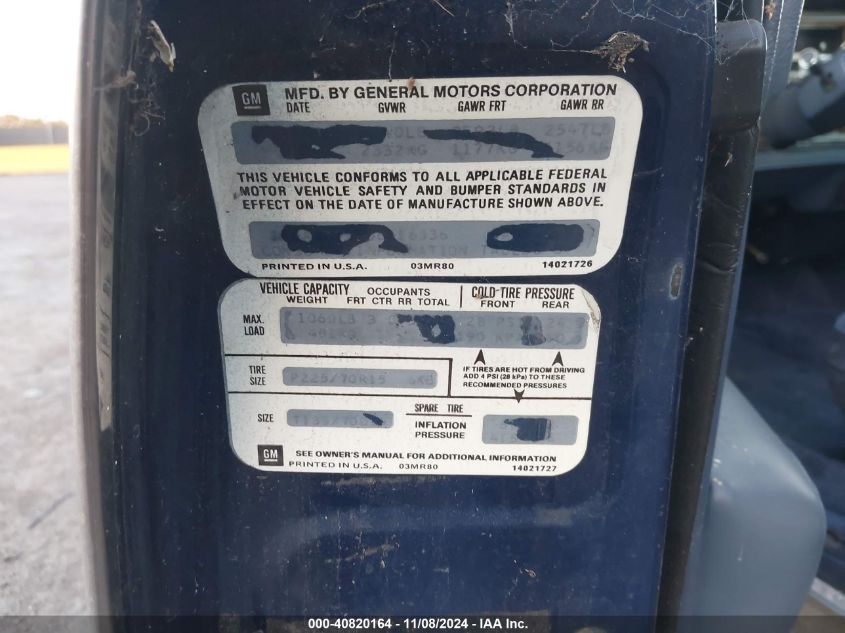 GM MFD. BY GENERAL MOTORS CORPORATION
DATE GVWR GAWR FRT GAWR RR
2547LB
2332KG 1177KG
THIS VEHICLE CONFORMS TO ALL APPLICABLE FEDERAL
MOTOR VEHICLE SAFETY AND BUMPER STANDARDS IN
EFFECT ON THE DATE OF MANUFACTURE SHOWN ABOVE.
PRINTED IN U.S.A. 03MR80 14021726
VEHICLE CAPACITY OCCUPANTS COLD-TIRE PRESSURE
WEIGHT FRT CTR RR TOTAL FRONT REAR
MAX. 1060LB 3
LOAD
IF TIRES ARE HOT FROM DRIVING
ADD 4 PSI (28 kPa) TO THESE
RECOMMENDED PRESSURES
TIRE
SIZE P225/70R15
SPARE TIRE
SIZE INFLATION
PRESSURE
GM SEE OWNER'S MANUAL FOR ADDITIONAL INFORMATION
PRINTED IN U.S.A. 03MR80 14021727
000-40820164 - 11/08/2024 - IAA Inc.